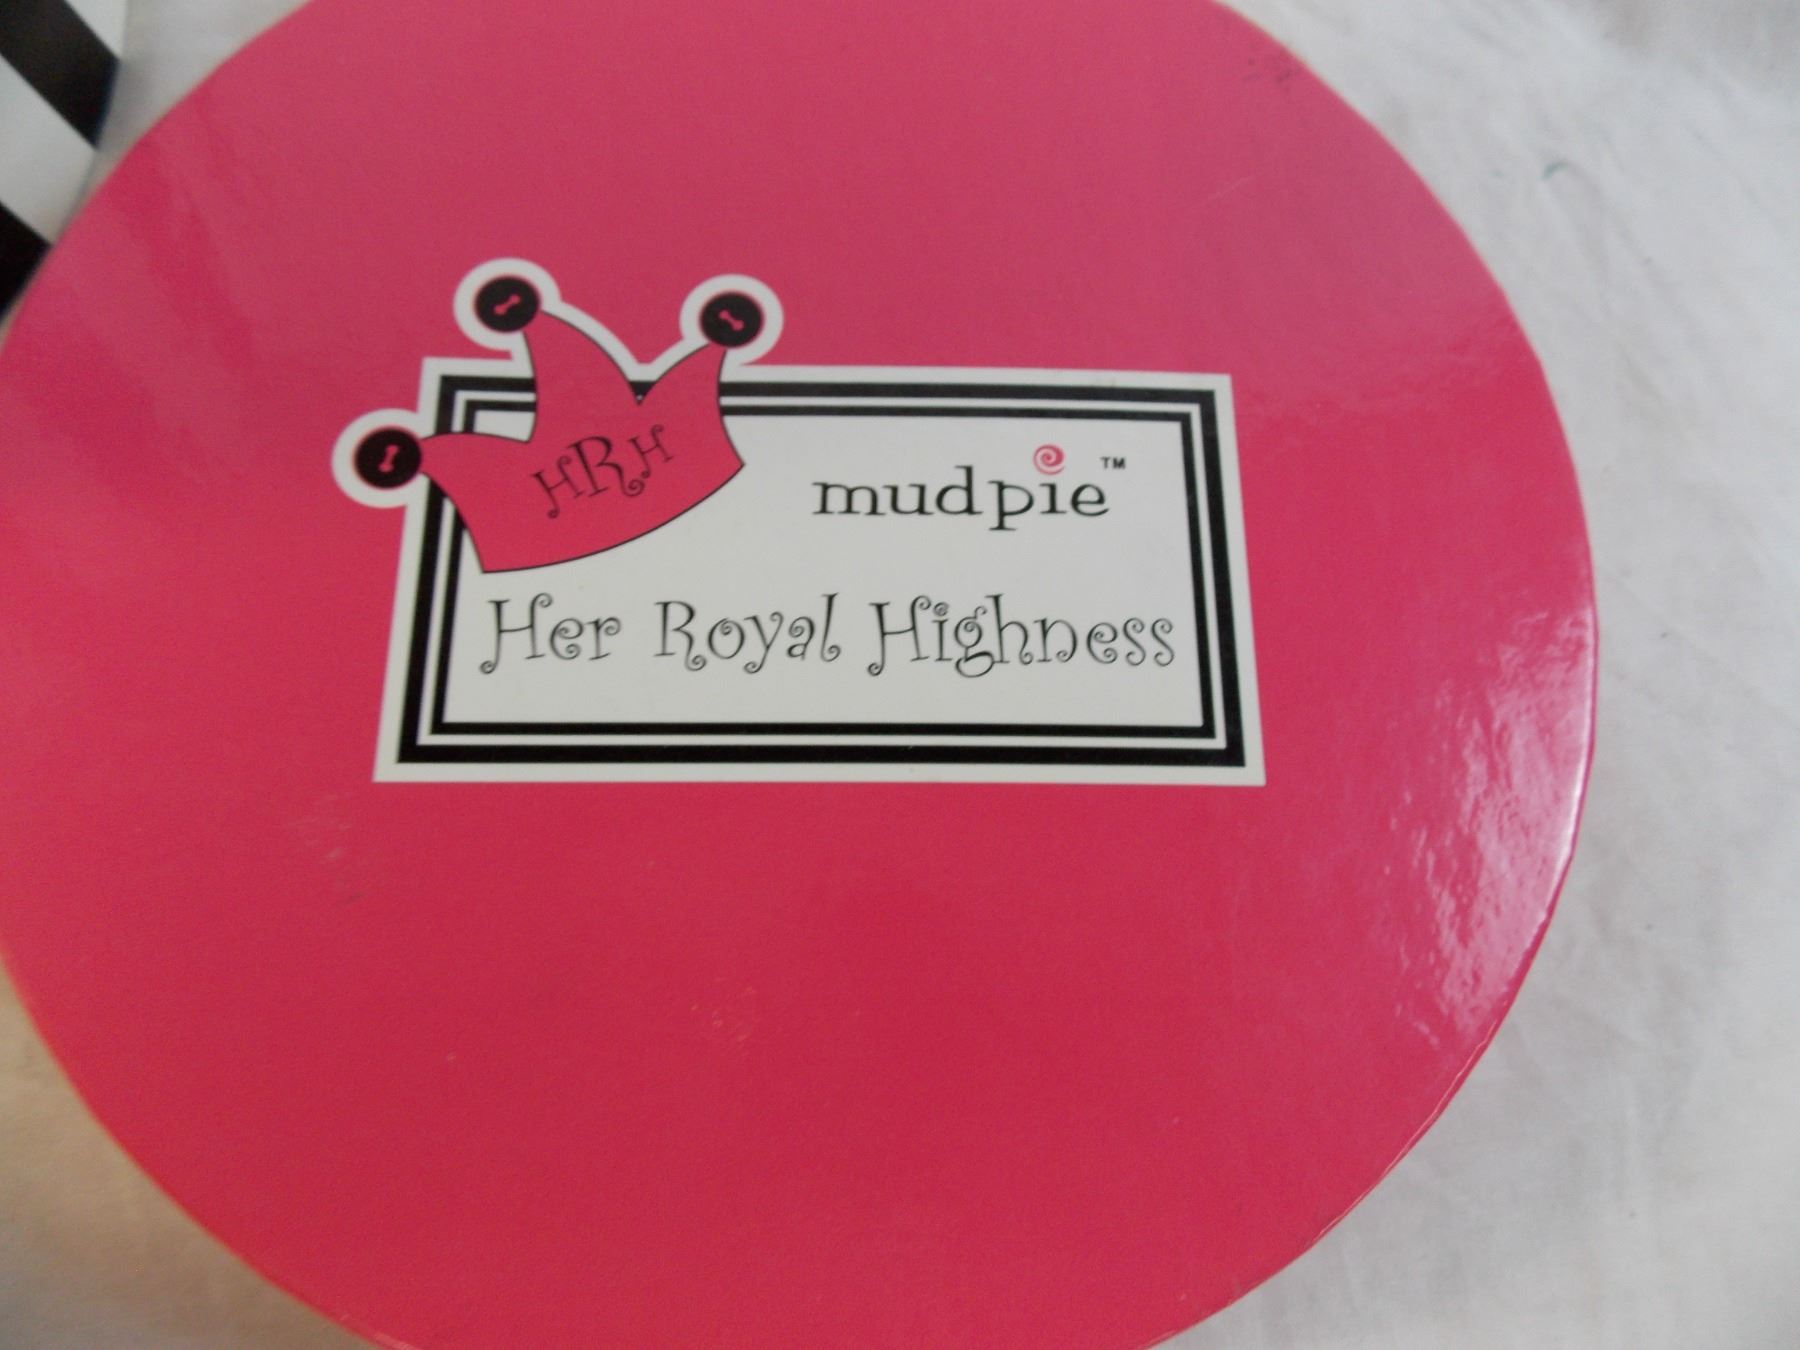 HRH
mudpie™
Her Royal Highness